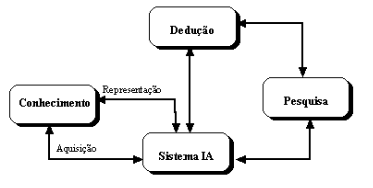 Dedução
Representação
Conhecimento
Pesquisa
Aquisição
Sistema IA